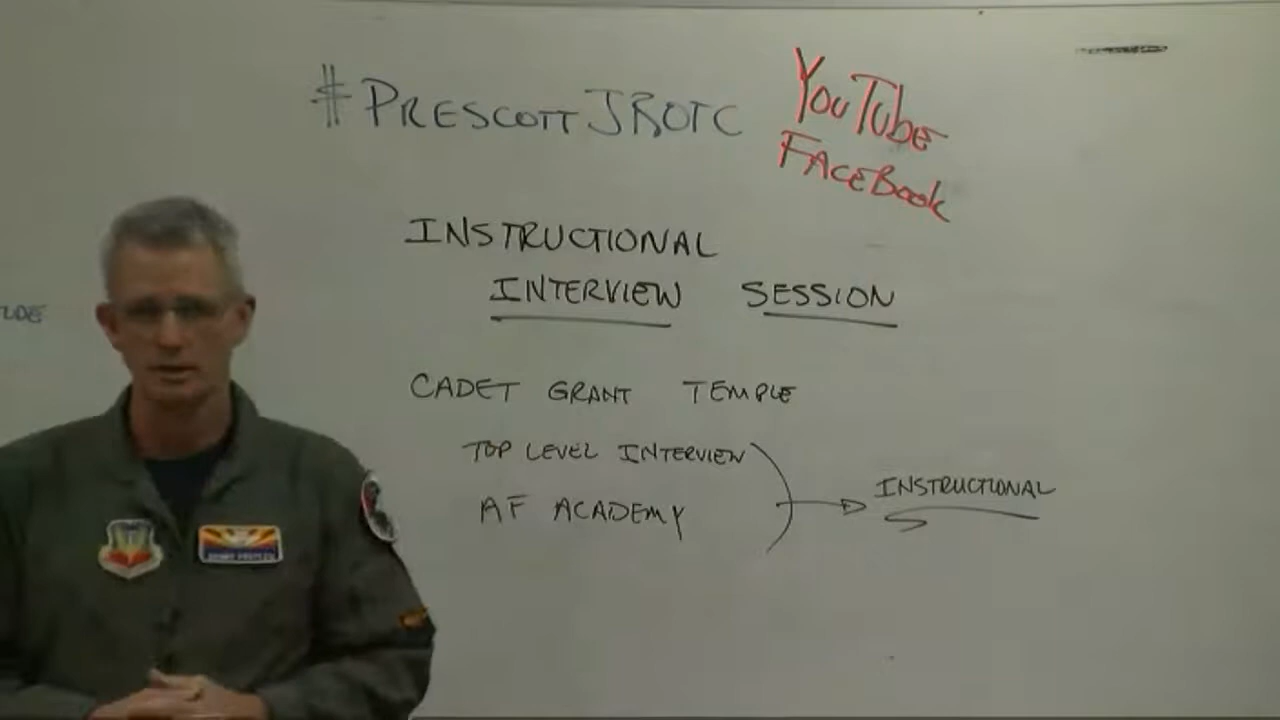 #PRESCOTT JROTC
YouTube
FaceBook
INSTRUCTIONAL
INTERVIEW SESSION
CADET GRANT TEMPLE
TOP LEVEL INTERVIEW
AF ACADEMY
INSTRUCTIONAL